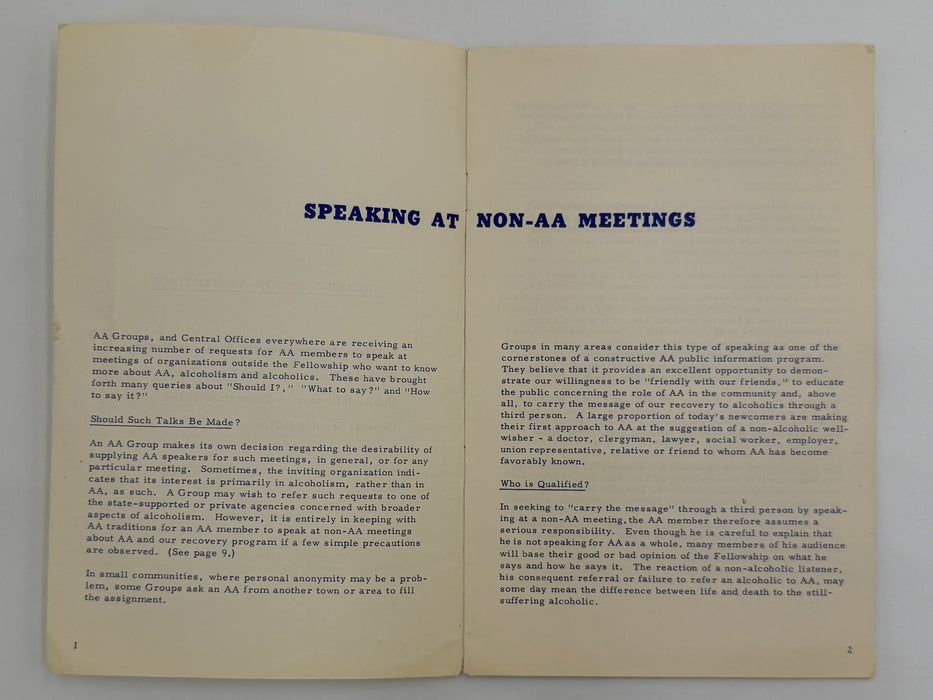 SPEAKING AT NON-AA MEETINGS
AA Groups, and Central Offices everywhere are receiving an
increasing number of requests for AA members to speak at
meetings of organizations outside the Fellowship who want to know
more about AA, alcoholism and alcoholics. These have brought
forth many queries about "Should I?," "What to say?" and "How
to say it?"
Should Such Talks Be Made?
An AA Group makes its own decision regarding the desirability of
supplying AA speakers for such meetings, in general, or for any
particular meeting. Sometimes, the inviting organization indi-
cates that its interest is primarily in alcoholism, rather than in
AA, as such. A Group may wish to refer such requests to one of
the state-supported or private agencies concerned with broader
aspects of alcoholism. However, it is entirely in keeping with
AA traditions for an AA member to speak at non-AA meetings
about AA and our recovery program if a few simple precautions
are observed. (See page 9.)
In small communities, where personal anonymity may be a prob-
lem, some Groups ask an AA from another town or area to fill
the assignment.
1
Groups in many areas consider this type of speaking as one of the
cornerstones of a constructive AA public information program.
They believe that it provides an excellent opportunity to demon-
strate our willingness to be "friendly with our friends," to educate
the public concerning the role of AA in the community and, above
all, to carry the message of our recovery to alcoholics through a
third person. A large proportion of today's newcomers are making
their first approach to AA at the suggestion of a non-alcoholic well-
wisher - a doctor, clergyman, lawyer, social worker, employer,
union representative, relative or friend to whom AA has become
favorably known.
Who is Qualified?
In seeking to "carry the message" through a third person by speak-
ing at a non-AA meeting, the AA member therefore assumes a
serious responsibility. Even though he is careful to explain that
he is not speaking for AA as a whole, many members of his audience
will base their good or bad opinion of the Fellowship on what he
says and how he says it. The reaction of a non-alcoholic listener,
his consequent referral or failure to refer an alcoholic to AA, may
some day mean the difference between life and death to the still-
suffering alcoholic.
2